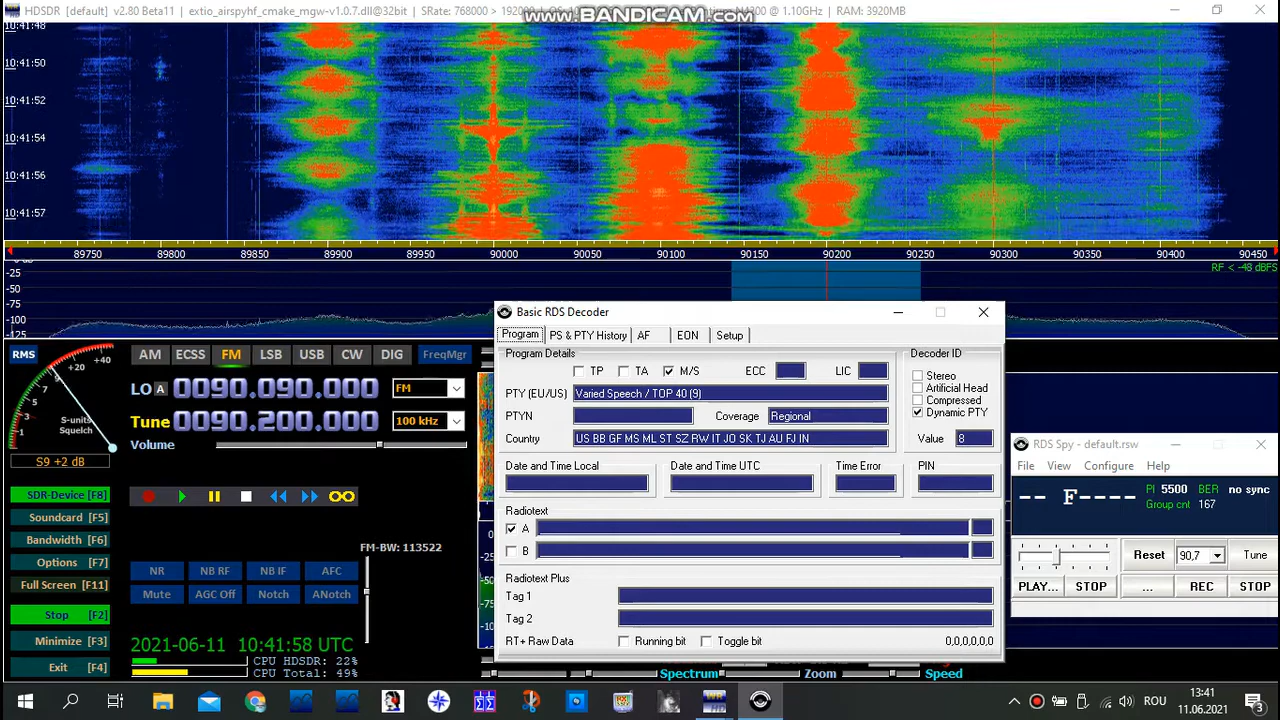 HDSDR [default] v2.80 Beta11 | extio_airspyhf_cmake_mgw-v1.0.7.dll@32bit | SRate: 768000 > 192000 @ 1.10GHz | RAM: 3920MB
www.BANDICAM.com
10:41:50
10:41:52
10:41:54
10:41:56
10:41:57
89750 89800 89850 89900 89950 90000 90050 90100 90150 90200 90250 90300 90350 90400 90450
RF < -48 dBFS
-25
-50
-75
-100
-125
Basic RDS Decoder
Program PS & PTY History AF EON Setup
Program Details
TP TA M/S ECC LIC
PTY (EU/US) Varied Speech / TOP 40 (9)
PTYN Coverage Regional
Country US BB GF MS ML ST SZ RW IT JO SK TJ AU FJ IN
Decoder ID
Stereo
Artificial Head
Compressed
Dynamic PTY
Value 8
Date and Time Local Date and Time UTC Time Error PIN
Radiotext
A
B
Radiotext Plus
Tag 1
Tag 2
RT+ Raw Data Running bit Toggle bit 0,0,0,0,0,0
RMS
1 3 5 7 9 +20 +40
S-units
Squelch
S9 +2 dB
AM ECSS FM LSB USB CW DIG FreqMgr
LO A 0090.090.000 FM
Tune 0090.200.000 100 kHz
Volume
SDR-Device [F8]
Soundcard [F5]
Bandwidth [F6]
Options [F7]
Full Screen [F11]
Stop [F2]
Minimize [F3]
Exit [F4]
FM-BW: 113522
NR NB RF NB IF AFC
Mute AGC Off Notch ANotch
2021-06-11 10:41:58 UTC
CPU HDSDR: 22%
CPU Total: 49%
Spectrum Zoom Speed
RDS Spy - default.rsw
File View Configure Help
-- F---- PI 5500 BER no sync
Group cnt 167
Reset 90,7 Tune
PLAY... STOP ... REC STOP
ROU
13:41
11.06.2021
3